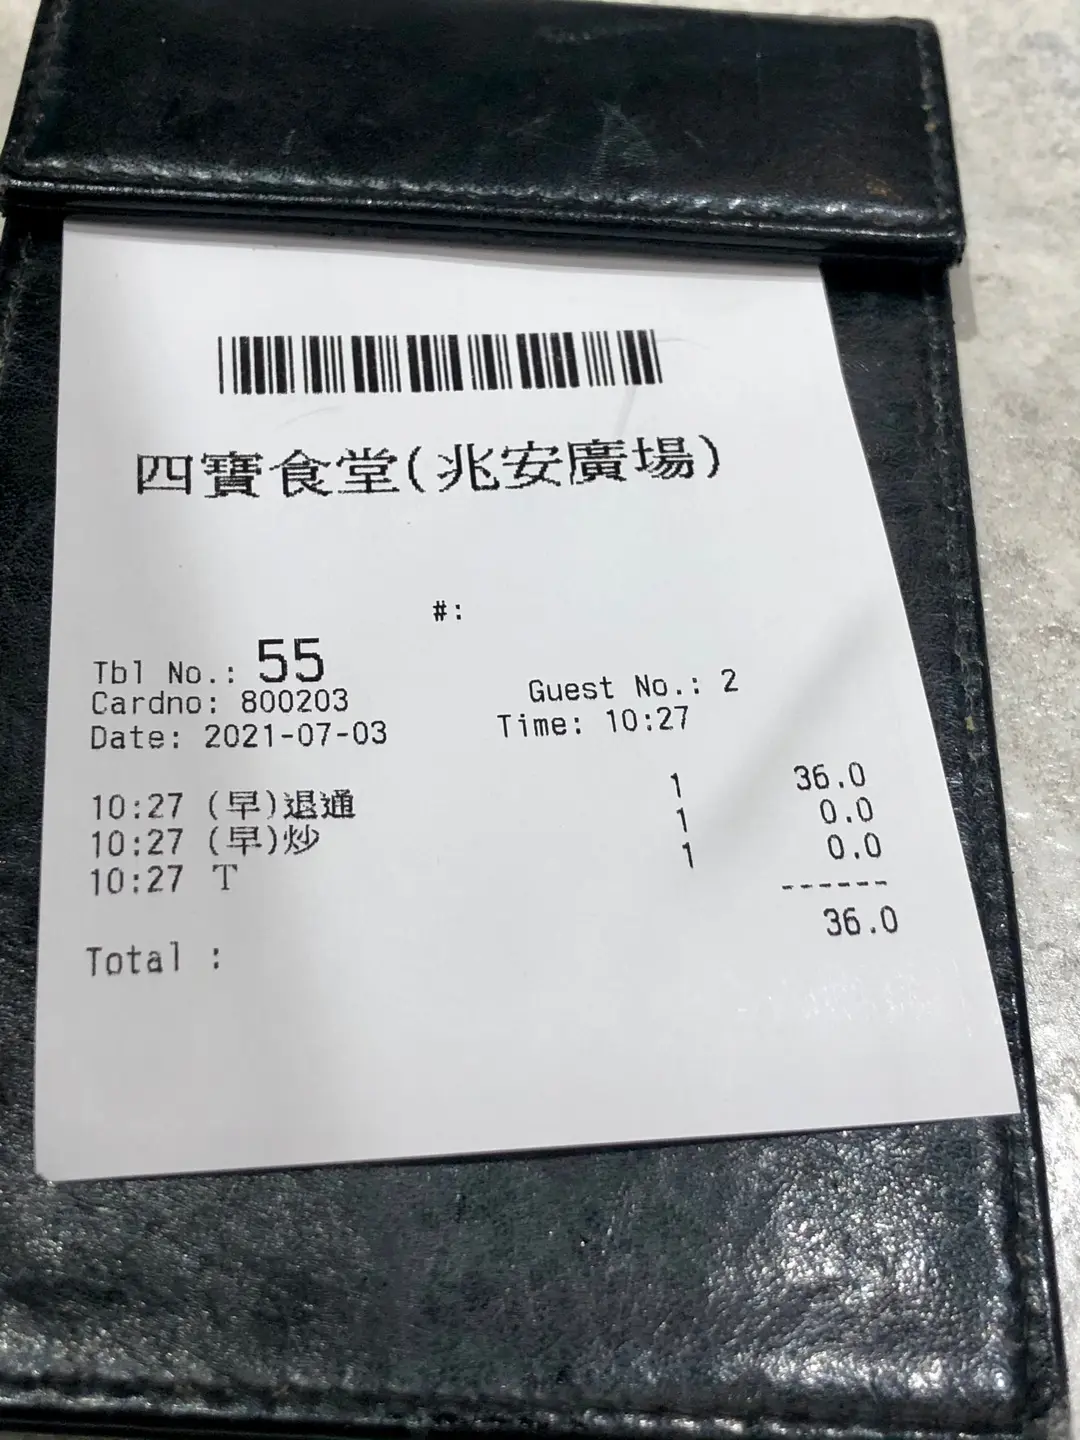 四寶食堂(兆安廣場)
#:
Tbl No.: 55 Guest No.: 2
Cardno: 800203
Date: 2021-07-03 Time: 10:27
10:27 (早)退通 1 36.0
10:27 (早)炒 1 0.0
10:27 T 1 0.0
------
Total : 36.0